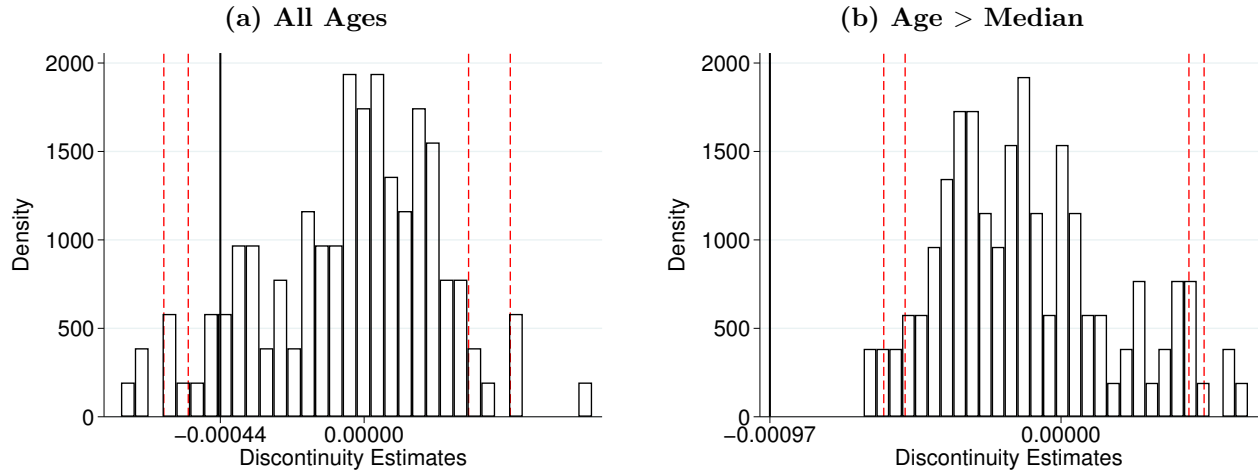 (a) All Ages
2000
1500
1000
500
0
Density
−0.00044
0.00000
Discontinuity Estimates
(b) Age > Median
2000
1500
1000
500
0
Density
−0.00097
0.00000
Discontinuity Estimates